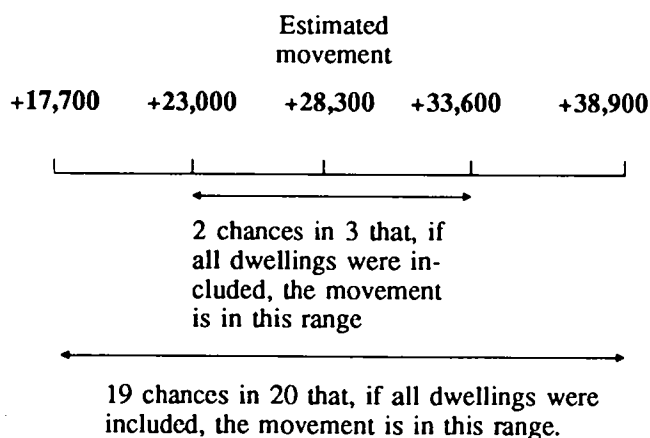 Estimated
movement
+17,700 +23,000 +28,300 +33,600 +38,900
2 chances in 3 that, if
all dwellings were in-
cluded, the movement
is in this range
19 chances in 20 that, if all dwellings were
included, the movement is in this range.